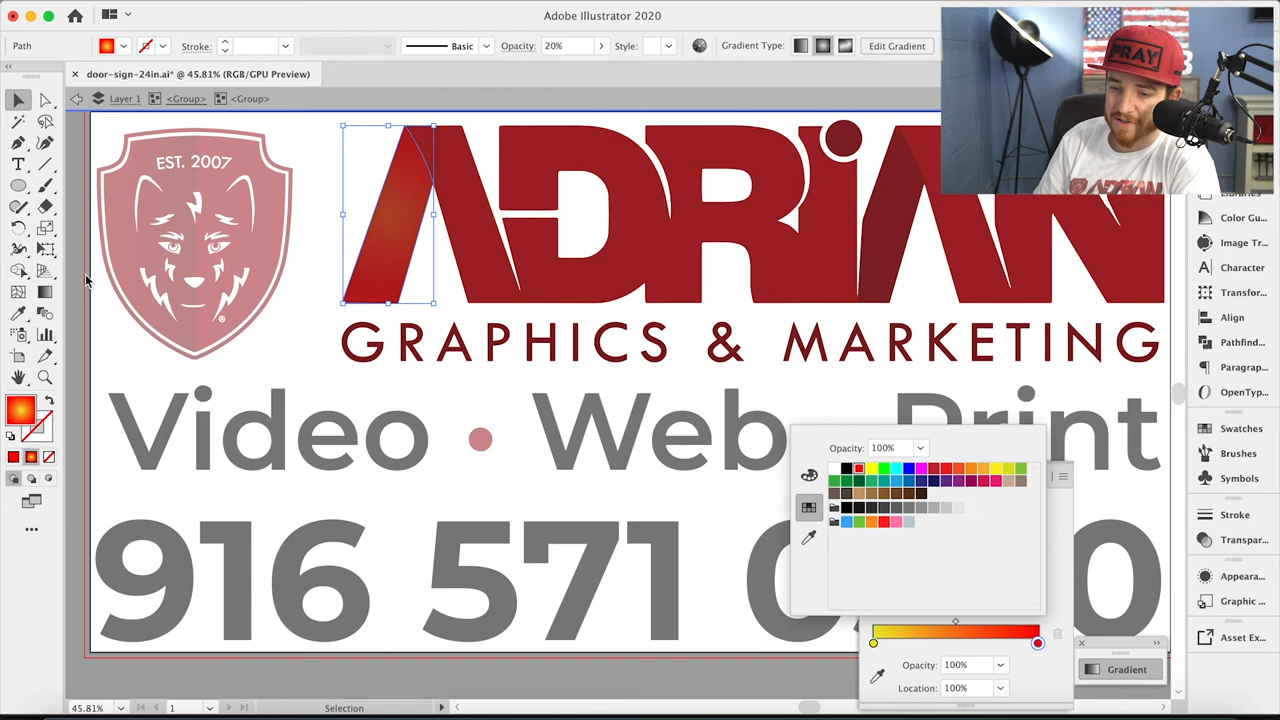 Adobe Illustrator 2020
Path
Stroke:
Basic
Opacity: 20%
Style:
Gradient Type:
Edit Gradient
door-sign-24in.ai* @ 45.81% (RGB/GPU Preview)
Layer 1
<Group>
<Group>
PRAY
ADRIAN
EST. 2007
ADRiAN
GRAPHICS & MARKETING
Video • Web Print
916 571 0
Opacity: 100%
Opacity: 100%
Location: 100%
Gradient
Color Gu...
Image Tr...
Character
Transfor...
Align
Pathfind...
Paragrap...
OpenTyp...
Swatches
Brushes
Symbols
Stroke
Transpar...
Appeara...
Graphic ...
Asset Ex...
45.81%
1
Selection